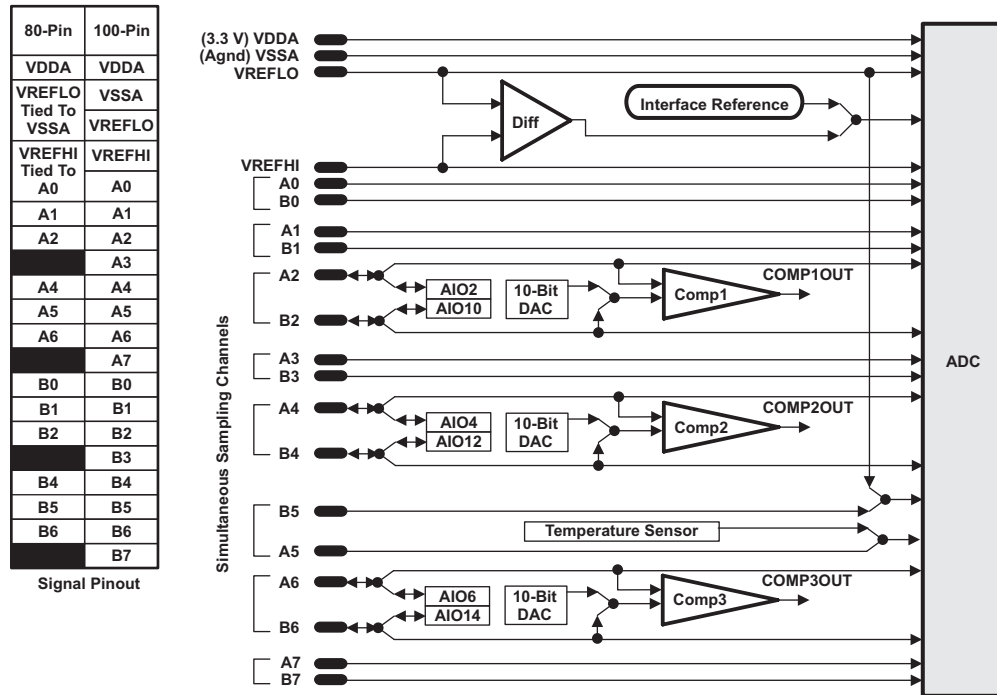 80-Pin 100-Pin
VDDA VDDA
VREFLO
Tied To
VSSA
VSSA
VREFLO
VREFHI
Tied To
A0
VREFHI
A0
A1 A1
A2 A2
A3
A4 A4
A5 A5
A6 A6
A7
B0 B0
B1 B1
B2 B2
B3
B4 B4
B5 B5
B6 B6
B7
Signal Pinout
(3.3 V) VDDA
(Agnd) VSSA
VREFLO
Interface Reference
Diff
VREFHI
A0
B0
A1
B1
A2
AIO2
AIO10
10-Bit
DAC
Comp1
COMP1OUT
B2
Simultaneous Sampling Channels
A3
B3
ADC
A4
AIO4
AIO12
10-Bit
DAC
Comp2
COMP2OUT
B4
B5
Temperature Sensor
A5
A6
AIO6
AIO14
10-Bit
DAC
Comp3
COMP3OUT
B6
A7
B7